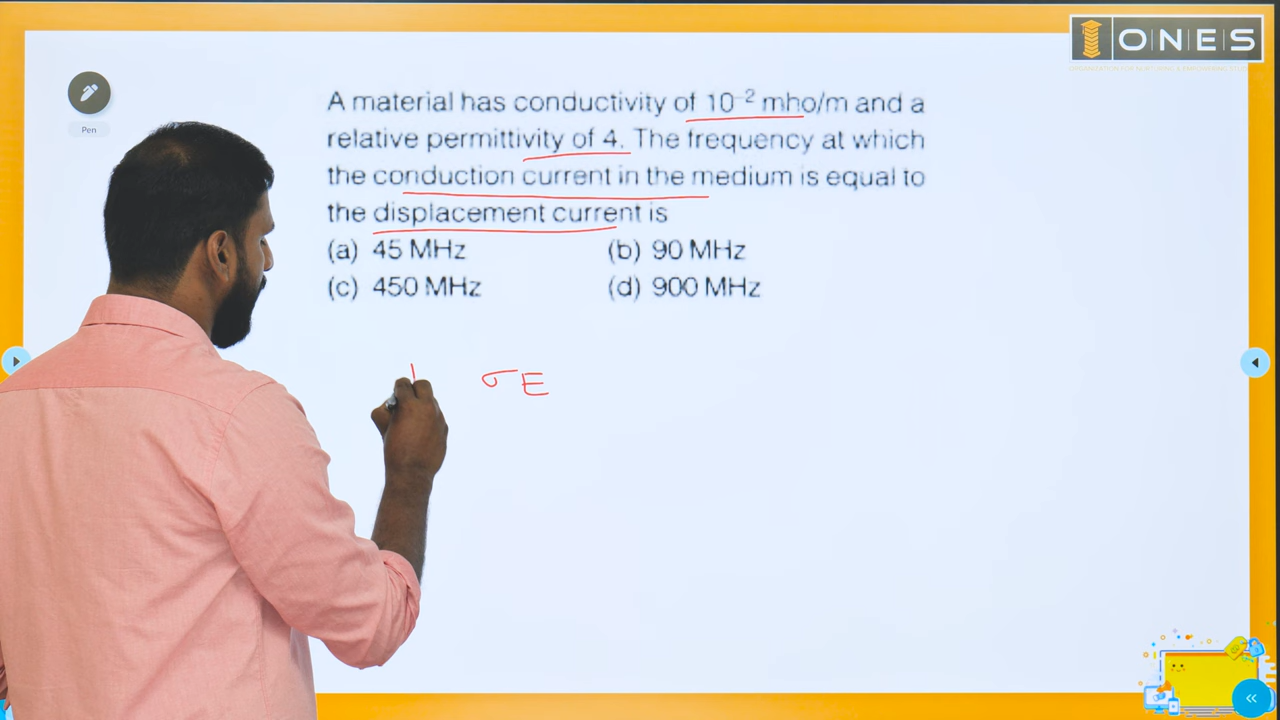 ONES
Pen
A material has conductivity of 10⁻² mho/m and a
relative permittivity of 4. The frequency at which
the conduction current in the medium is equal to
the displacement current is
(a) 45 MHz (b) 90 MHz
(c) 450 MHz (d) 900 MHz
σE